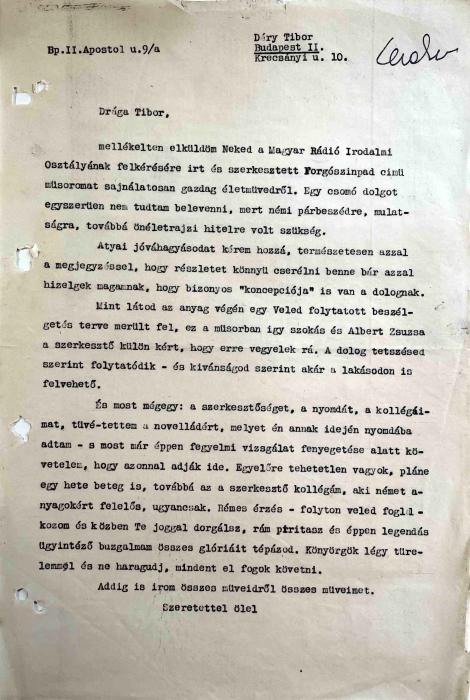 Déry Tibor
Bp.II.Apostol u.9/a
Budapest II.
Krecsányi u. 10.
Drága Tibor,
mellékelten elküldöm Neked a Magyar Rádió Irodalmi
Osztályának felkérésére irt és szerkesztett Forgószinpad cimü
müsoromat sajnálatosan gazdag életmüvedről. Egy csomó dolgot
egyszerüen nem tudtam belevenni, mert némi párbeszédre, mulat-
ságra, továbbá önéletrajzi hitelre volt szükség.
Atyai jóváhagyásodat kérem hozzá, természetesen azzal
a megjegyzéssel, hogy részletet könnyü cserélni benne bár azzal
hizelgek magamnak, hogy bizonyos "koncepciója" is van a dolognak.
Mint látod az anyag végén egy Veled folytatott beszél-
getés terve merült fel, ez a müsorban igy szokás és Albert Zsuzsa
a szerkesztő külön kért, hogy erre vegyelek rá. A dolog tetszésed
szerint folytatódik - és kivánságod szerint akár a lakásodon is
felvehető.
És most mégegy: a szerkesztőséget, a nyomdát, a kollégái-
mat, tüvé-tettem a novelládért, melyet én annak idején nyomdába
adtam - s most már éppen fegyelmi vizsgálat fenyegetése alatt kö-
vetelem, hogy azonnal adják ide. Egyelőre tehetetlen vagyok, pláne
egy hete beteg is, továbbá az a szerkesztő kollégám, aki német a-
nyagokért felelős, ugyancsak. Rémes érzés - folyton veled foglal-
kozom és közben Te joggal dorgálsz, rám piritasz és éppen legendás
ügyintéző buzgalmam összes glóriáit tépázod. Könyörgök légy türe-
lemmel és ne haragudj, mindent el fogok követni.
Addig is irom összes müveidről összes müveimet.
Szeretettel ölel